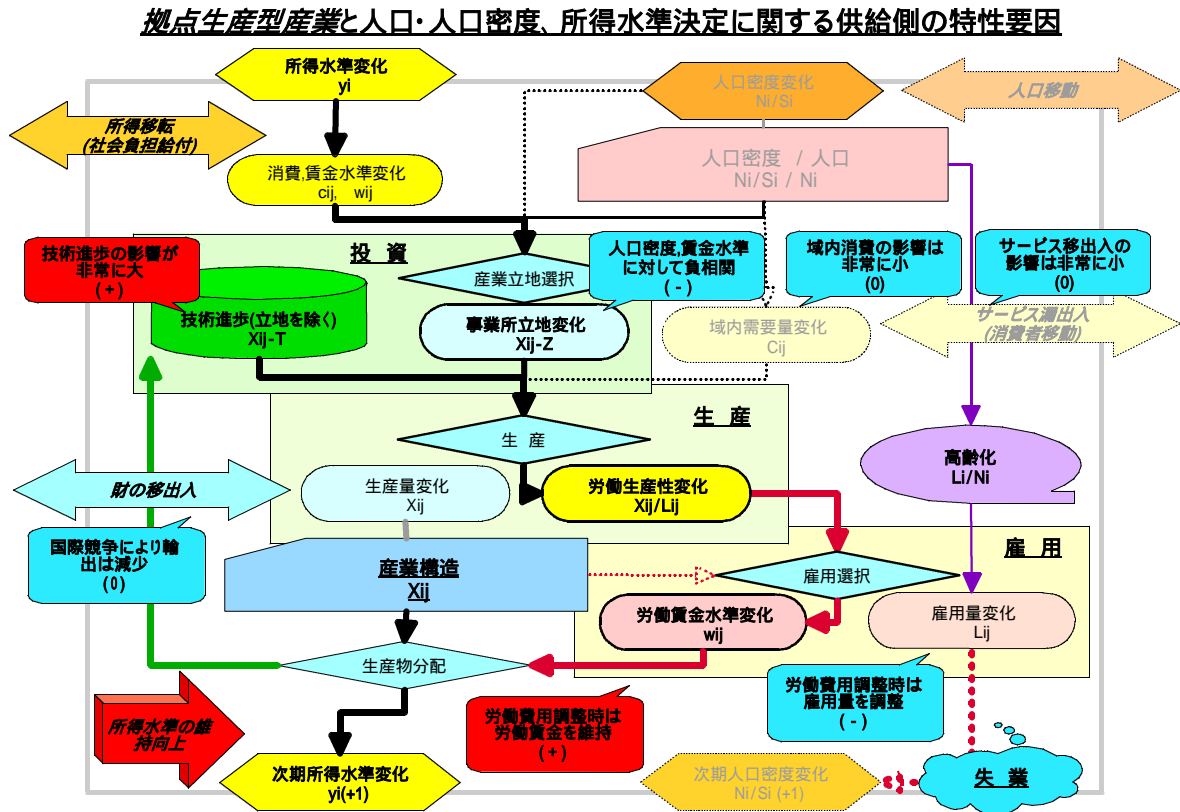 拠点生産型産業と人口・人口密度、所得水準決定に関する供給側の特性要因
所得水準変化
yi
人口密度変化
Ni/Si
人口移動
所得移転
(社会負担給付)
消費,賃金水準変化
cij, wij
人口密度 / 人口
Ni/Si / Ni
技術進歩の影響が
非常に大
(+)
投 資
産業立地選択
人口密度,賃金水準
に対して負相関
(-)
域内消費の影響は
非常に小
(0)
サービス移出入の
影響は非常に小
(0)
技術進歩(立地を除く)
Xij-T
事業所立地変化
Xij-Z
域内需要量変化
Cij
サービス漏出入
(消費者移動)
生 産
生 産
高齢化
Li/Ni
財の移出入
生産量変化
Xij
労働生産性変化
Xij/Lij
国際競争により輸
出は減少
(0)
産業構造
Xij
雇 用
雇用選択
労働賃金水準変化
wij
雇用量変化
Lij
生産物分配
労働費用調整時は
雇用量を調整
(-)
所得水準の維
持向上
労働費用調整時は
労働賃金を維持
(+)
次期所得水準変化
yi(+1)
次期人口密度変化
Ni/Si (+1)
失 業